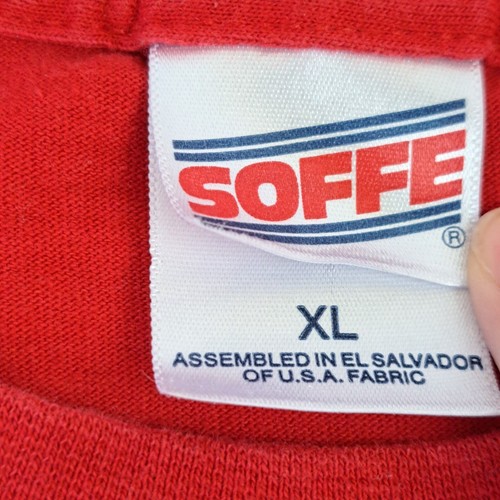 SOFFE
®
XL
ASSEMBLED IN EL SALVADOR
OF U.S.A. FABRIC